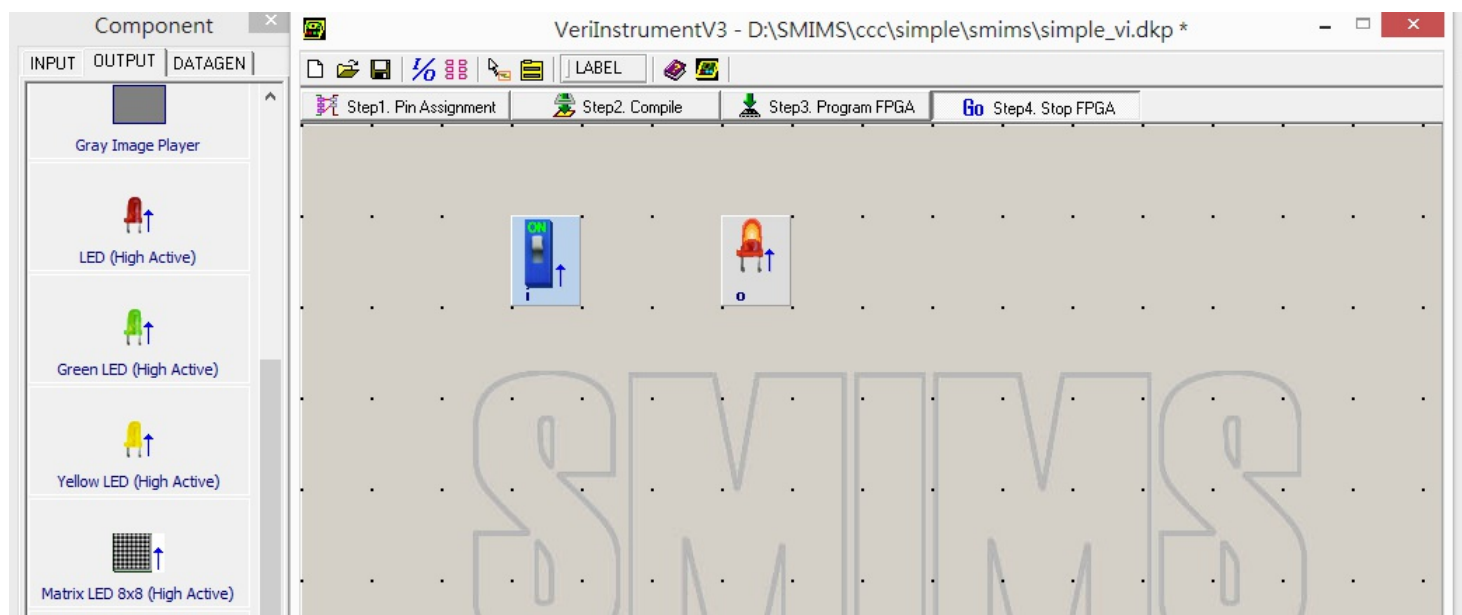 Component
INPUT OUTPUT DATAGEN
Gray Image Player
LED (High Active)
Green LED (High Active)
Yellow LED (High Active)
Matrix LED 8x8 (High Active)
VeriInstrumentV3 - D:\SMIMS\ccc\simple\smims\simple_vi.dkp *
I/O LABEL
Step1. Pin Assignment Step2. Compile Step3. Program FPGA Go Step4. Stop FPGA
ON
i o
SMIMS